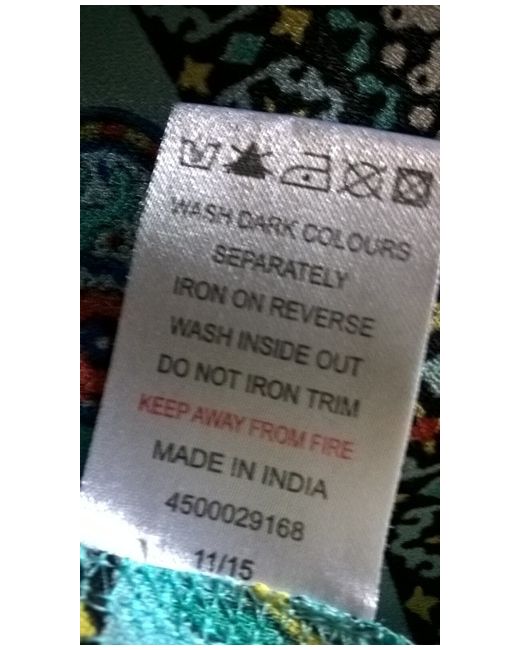 WASH DARK COLOURS
SEPARATELY
IRON ON REVERSE
WASH INSIDE OUT
DO NOT IRON TRIM
KEEP AWAY FROM FIRE
MADE IN INDIA
4500029168
11/15